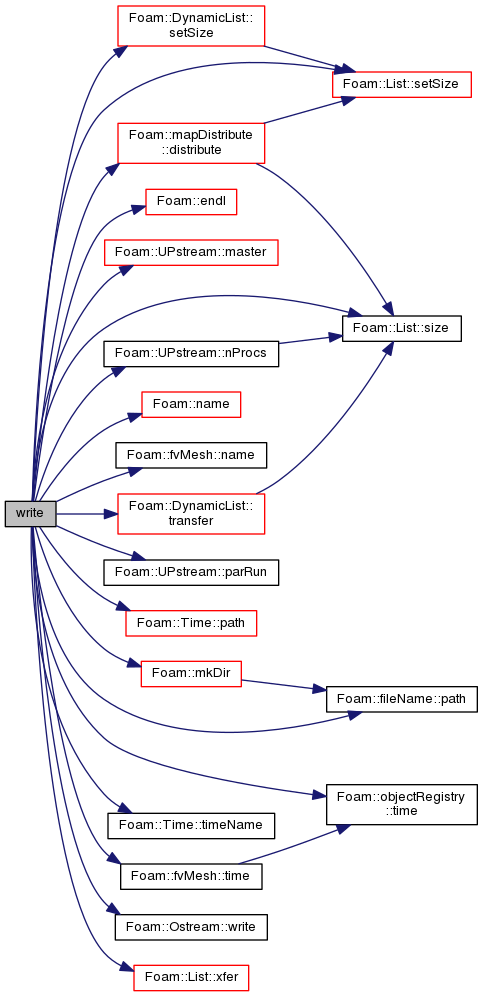 Foam::DynamicList::
setSize
Foam::List::setSize
Foam::mapDistribute
::distribute
Foam::endl
Foam::UPstream::master
Foam::List::size
Foam::UPstream::nProcs
Foam::name
Foam::fvMesh::name
write
Foam::DynamicList::
transfer
Foam::UPstream::parRun
Foam::Time::path
Foam::mkDir
Foam::fileName::path
Foam::objectRegistry
::time
Foam::Time::timeName
Foam::fvMesh::time
Foam::Ostream::write
Foam::List::xfer